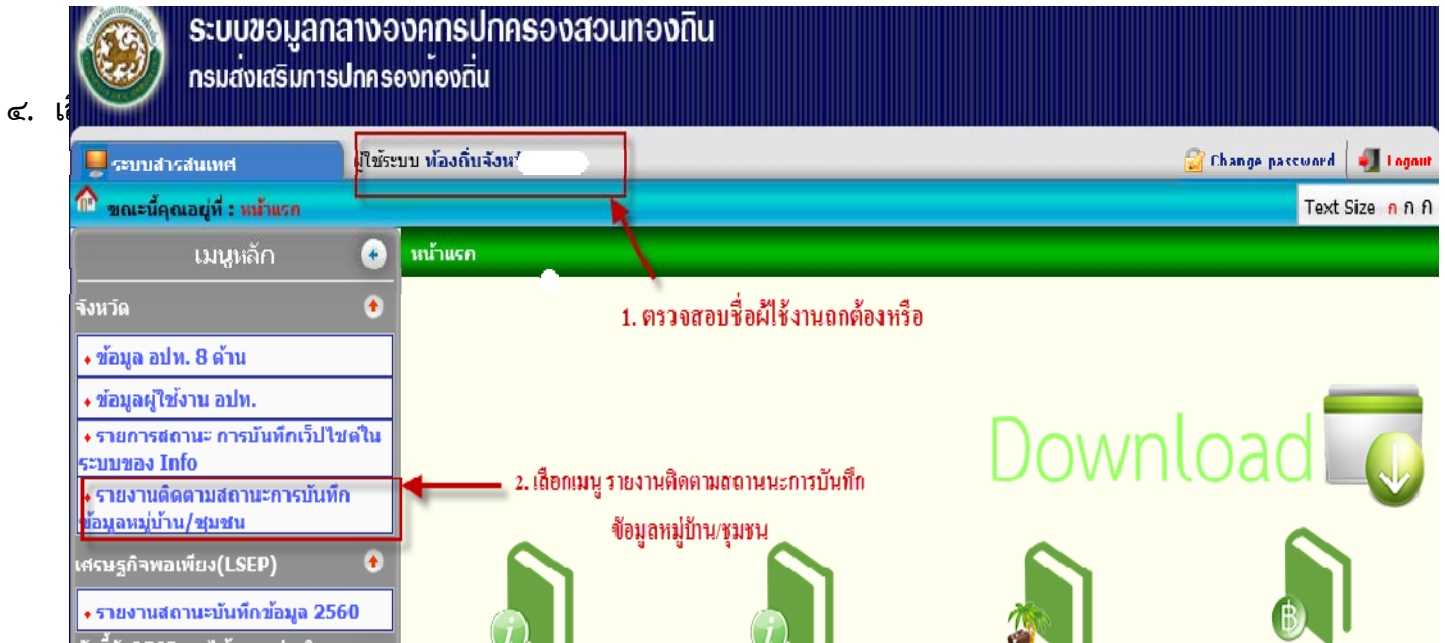 ระบบข้อมูลกลางองค์กรปกครองส่วนท้องถิ่น
กรมส่งเสริมการปกครองท้องถิ่น
๔.
ระบบสารสนเทศ
ผู้ใช้ระบบ ท้องถิ่นจังหวั
Change password
Logout
ขณะนี้คุณอยู่ที่ : หน้าแรก
Text Size ก ก ก
เมนูหลัก
หน้าแรก
จังหวัด
1. ตรวจสอบชื่อผู้ใช้งานถูกต้องหรือ
ข้อมูล อปท. 8 ด้าน
ข้อมูลผู้ใช้งาน อปท.
รายการสถานะ การบันทึกเว็ปไซต์ใน
ระบบของ Info
Download
รายงานติดตามสถานะการบันทึก
ข้อมูลหมู่บ้าน/ชุมชน
2. เลือกเมนู รายงานติดตามสถานนะการบันทึก
ข้อมูลหมู่บ้าน/ชุมชน
เศรษฐกิจพอเพียง(LSEP)
รายงานสถานะบันทึกข้อมูล 2560